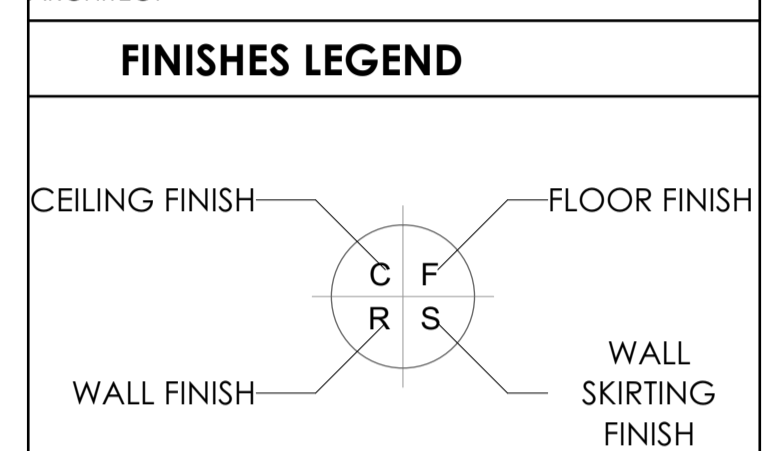 FINISHES LEGEND
CEILING FINISH
FLOOR FINISH
C F
R S
WALL FINISH
WALL
SKIRTING
FINISH